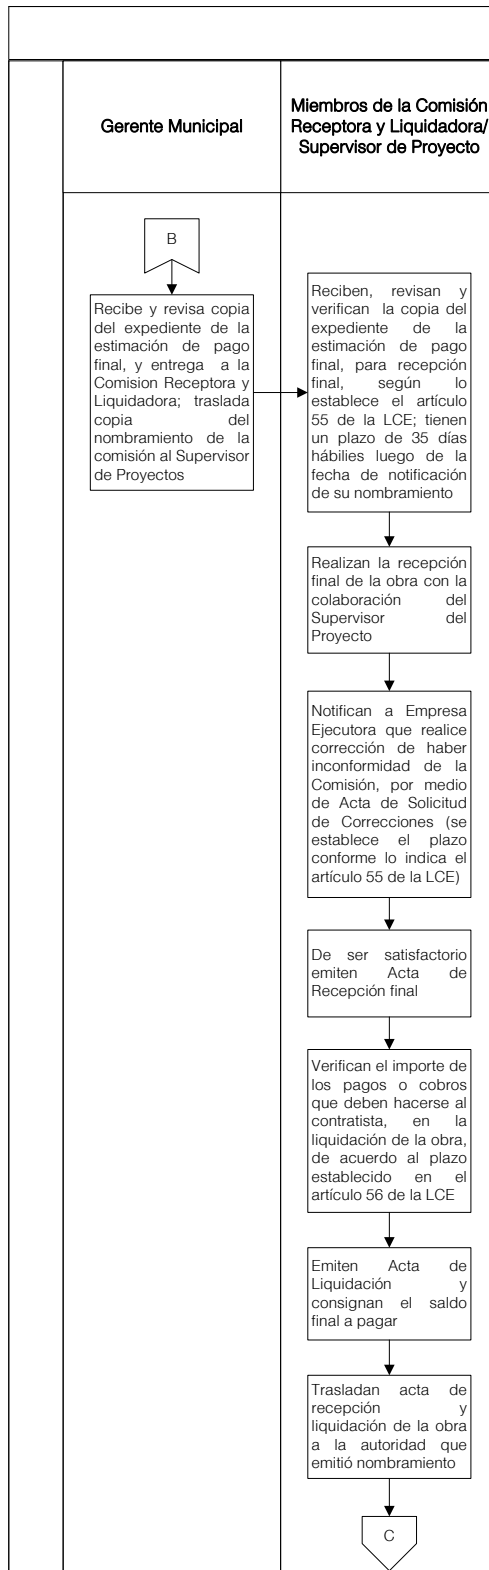 Gerente Municipal
Miembros de la Comisión
Receptora y Liquidadora/
Supervisor de Proyecto
B
Recibe y revisa copia
del expediente de la
estimación de pago
final, y entrega a la
Comision Receptora y
Liquidadora; traslada
copia del
nombramiento de la
comisión al Supervisor
de Proyectos
Reciben, revisan y
verifican la copia del
expediente de la
estimación de pago
final, para recepción
final, según lo
establece el artículo
55 de la LCE; tienen
un plazo de 35 días
hábilies luego de la
fecha de notificación
de su nombramiento
Realizan la recepción
final de la obra con la
colaboración del
Supervisor del
Proyecto
Notifican a Empresa
Ejecutora que realice
corrección de haber
inconformidad de la
Comisión, por medio
de Acta de Solicitud
de Correcciones (se
establece el plazo
conforme lo indica el
artículo 55 de la LCE)
De ser satisfactorio
emiten Acta de
Recepción final
Verifican el importe de
los pagos o cobros
que deben hacerse al
contratista, en la
liquidación de la obra,
de acuerdo al plazo
establecido en el
artículo 56 de la LCE
Emiten Acta de
Liquidación y
consignan el saldo
final a pagar
Trasladan acta de
recepción y
liquidación de la obra
a la autoridad que
emitió nombramiento
C